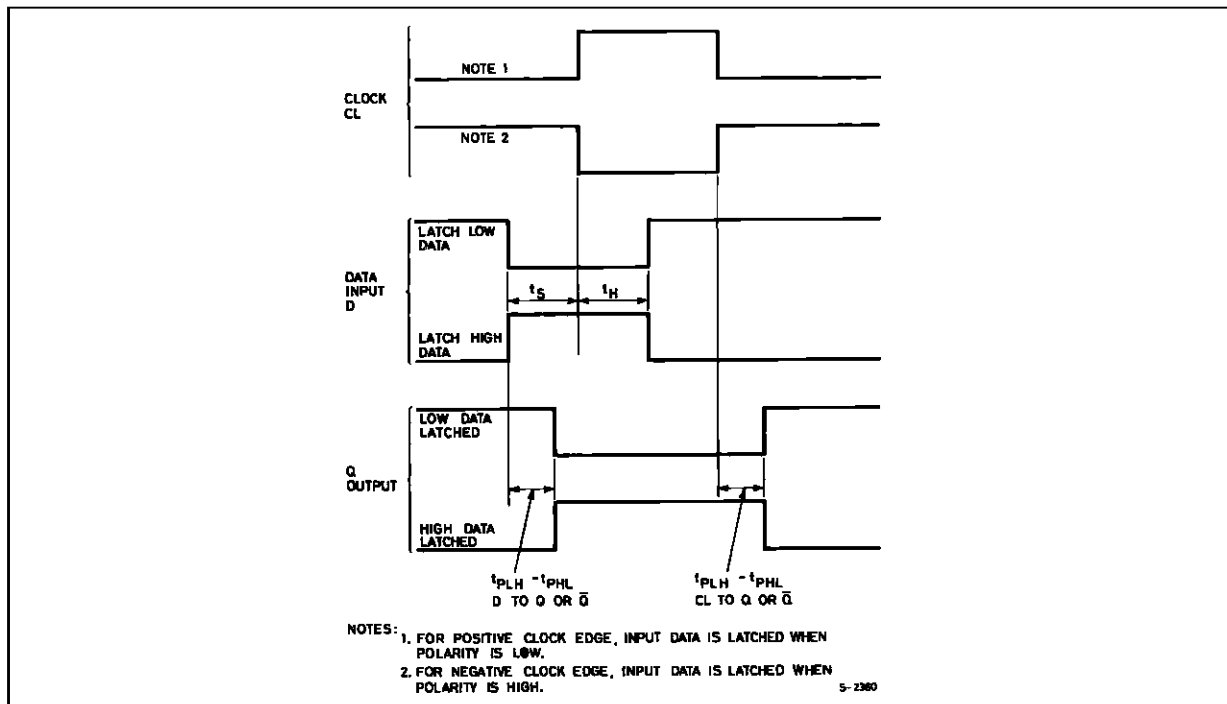 NOTE 1
CLOCK
CL
NOTE 2
LATCH LOW
DATA
DATA
INPUT
D
tS
tH
LATCH HIGH
DATA
LOW DATA
LATCHED
Q
OUTPUT
HIGH DATA
LATCHED
tPLH - tPHL
D TO Q OR Q̅
tPLH - tPHL
CL TO Q OR Q̅
NOTES:
1. FOR POSITIVE CLOCK EDGE, INPUT DATA IS LATCHED WHEN
POLARITY IS LOW.
2. FOR NEGATIVE CLOCK EDGE, INPUT DATA IS LATCHED WHEN
POLARITY IS HIGH.
S-2360